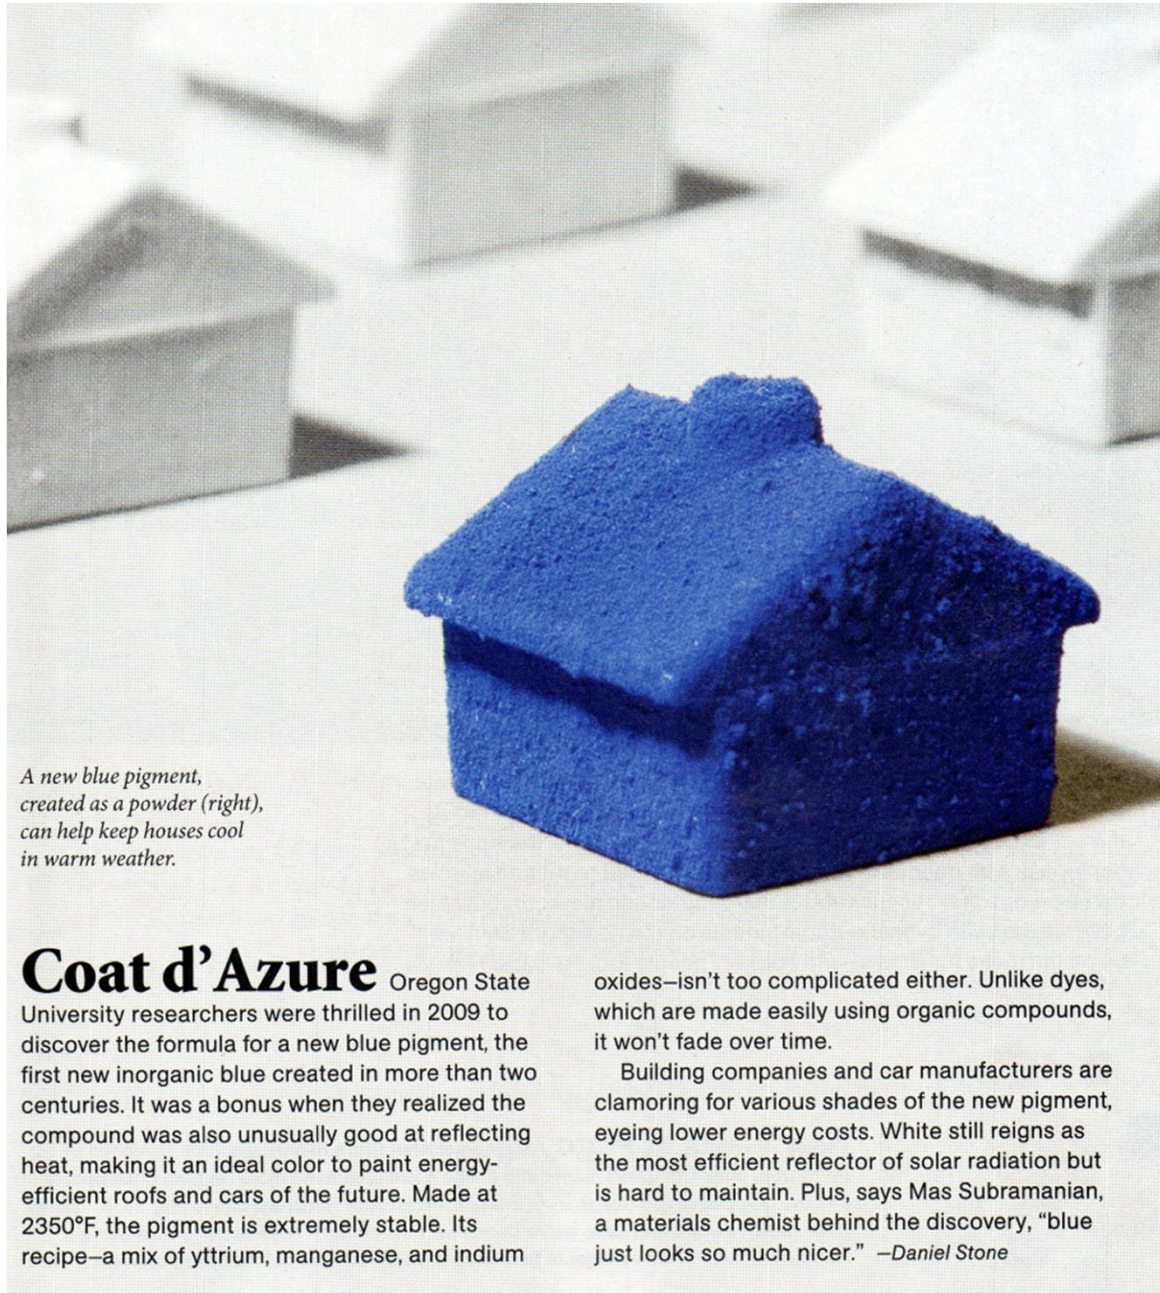 A new blue pigment,
created as a powder (right),
can help keep houses cool
in warm weather.
Coat d’Azure Oregon State
University researchers were thrilled in 2009 to
discover the formula for a new blue pigment, the
first new inorganic blue created in more than two
centuries. It was a bonus when they realized the
compound was also unusually good at reflecting
heat, making it an ideal color to paint energy-
efficient roofs and cars of the future. Made at
2350°F, the pigment is extremely stable. Its
recipe—a mix of yttrium, manganese, and indium
oxides—isn’t too complicated either. Unlike dyes,
which are made easily using organic compounds,
it won’t fade over time.
Building companies and car manufacturers are
clamoring for various shades of the new pigment,
eyeing lower energy costs. White still reigns as
the most efficient reflector of solar radiation but
is hard to maintain. Plus, says Mas Subramanian,
a materials chemist behind the discovery, “blue
just looks so much nicer.” —Daniel Stone